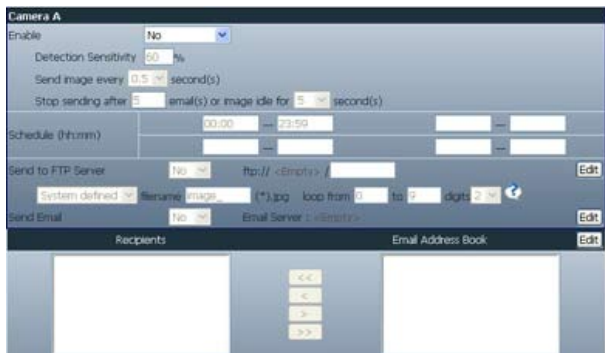 Camera A
Enable No
Detection Sensitivity 60 %
Send image every 0.5 second(s)
Stop sending after 5 email(s) or image idle for 5 second(s)
Schedule (hh:mm) 00:00 --- 23:59 ---
--- ---
Send to FTP Server No ftp:// <Empty> / Edit
System defined filename image_ (*).jpg loop from 0 to 9 digits 2 ?
Send Email No Email Server : <Empty> Edit
Recipients Email Address Book Edit
<<
<
>
>>